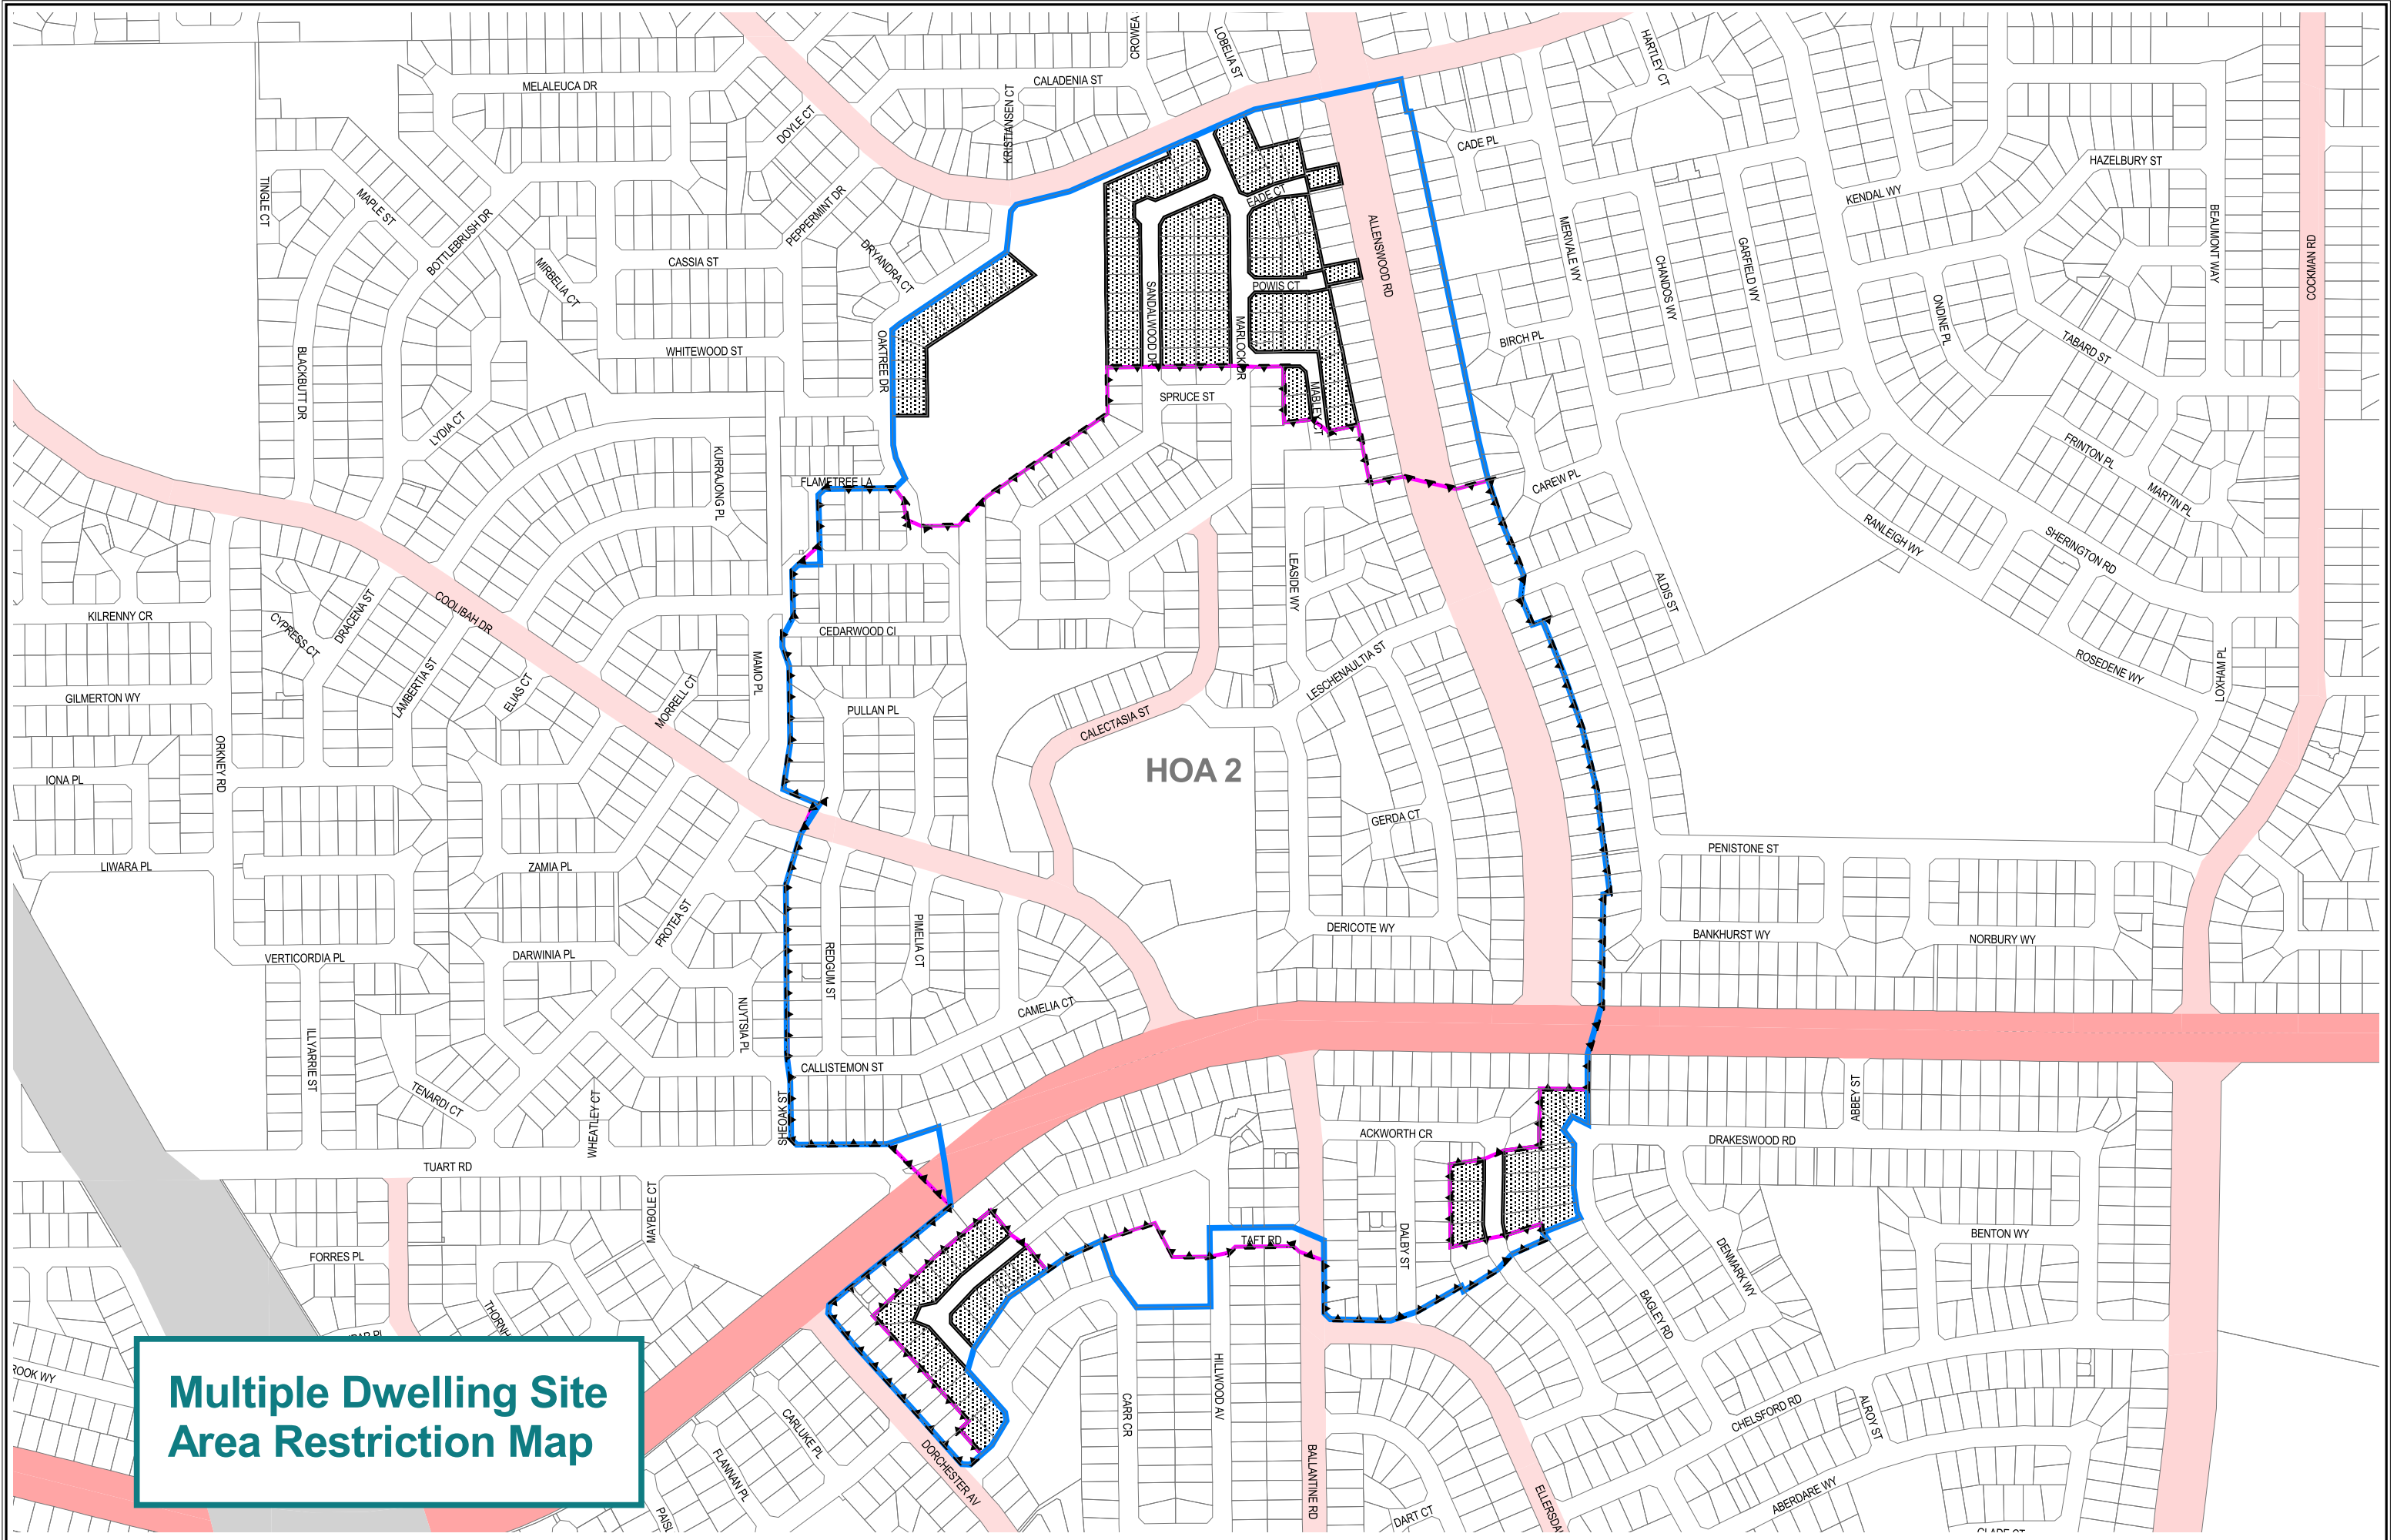 CROWEA
LOBELIA ST
HARTLEY CT
CALADENIA ST
MELALEUCA DR
KRISTIANSEN CT
DOYLE CT
CADE PL
HAZELBURY ST
TINGLE CT
MAPLE ST
PEPPERMINT DR
EADE CT
KENDAL WY
BOTTLEBRUSH DR
DRYANDRA CT
ALLENSWOOD RD
MERIVALE WY
GARFIELD WY
BEAUMONT WAY
COCKMAN RD
MIRBELIA CT
CASSIA ST
SANDALWOOD DR
POWIS CT
CHANDOS WY
ONDINE PL
BLACKBUTT DR
WHITEWOOD ST
OAKTREE DR
MARLOCK DR
BIRCH PL
TABARD ST
LYDIA CT
SPRUCE ST
MABLEY CT
KURRAJONG PL
FLAMETREE LA
CAREW PL
FRINTON PL
MARTIN PL
RANLEIGH WY
SHERINGTON RD
LEASIDE WY
ALDIS ST
KILRENNY CR
CYPRESS CT
DRACENA ST
COOLIBAH DR
CEDARWOOD CI
LESCHENAULTIA ST
ROSEDENE WY
LOXHAM PL
GILMERTON WY
LAMBERTIA ST
ELIAS CT
MORRELL CT
MAMO PL
PULLAN PL
CALECTASIA ST
ORKNEY RD
IONA PL
HOA 2
GERDA CT
PENISTONE ST
LIWARA PL
ZAMIA PL
PROTEA ST
REDGUM ST
PIMELIA CT
DERICOTE WY
BANKHURST WY
NORBURY WY
VERTICORDIA PL
DARWINIA PL
NUYTSIA PL
CAMELIA CT
ILLYARRIE ST
CALLISTEMON ST
TENARDI CT
WHEATLEY CT
SHEOAK ST
ABBEY ST
ACKWORTH CR
DRAKESWOOD RD
TUART RD
MAYBOLE CT
DALBY ST
TAFT RD
BENTON WY
FORRES PL
DENMARK WY
THORNH
BAGLEY RD
ROOK WY
Multiple Dwelling Site
Area Restriction Map
CARLUKE PL
FLANNAN PL
DORCHESTER AV
CARR CR
HILLWOOD AV
BALLANTINE RD
CHELSFORD RD
ALROY ST
ABERDARE WY
ELLERSDA
DART CT
PAISL
GLADE CT